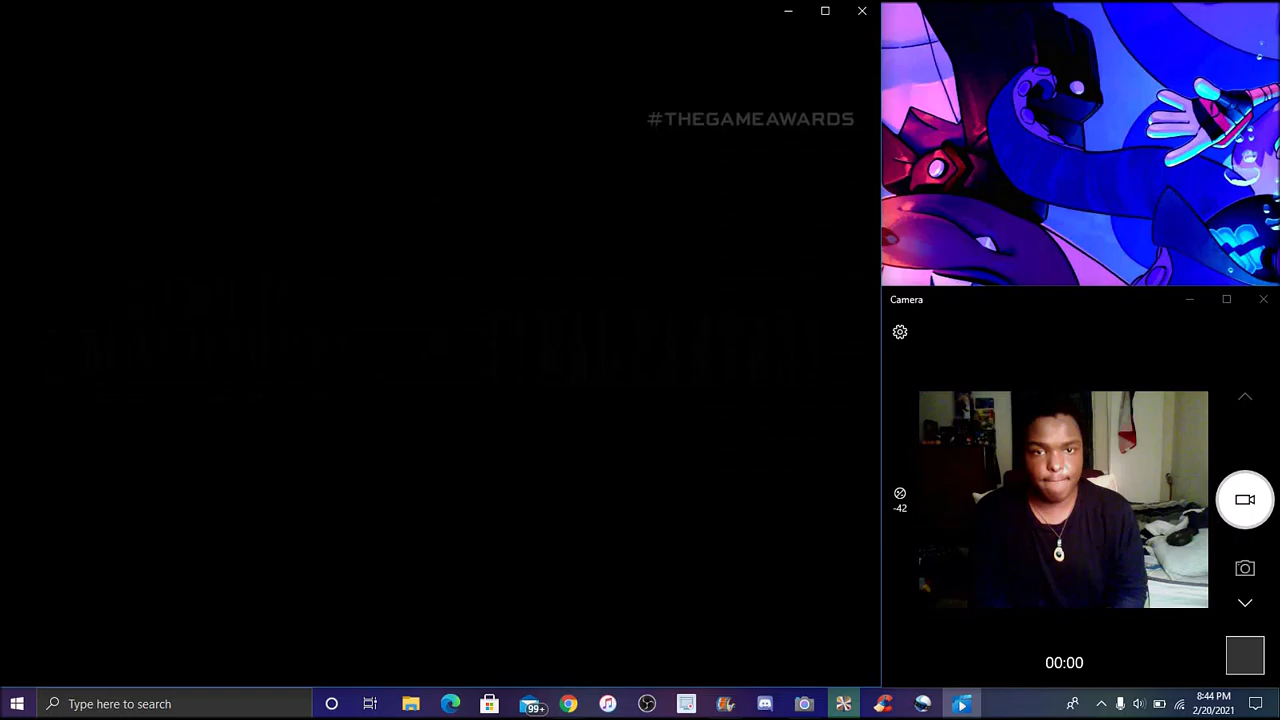 #THEGAMEAWARDS
Camera
-42
00:00
Type here to search
99+
8:44 PM
2/20/2021